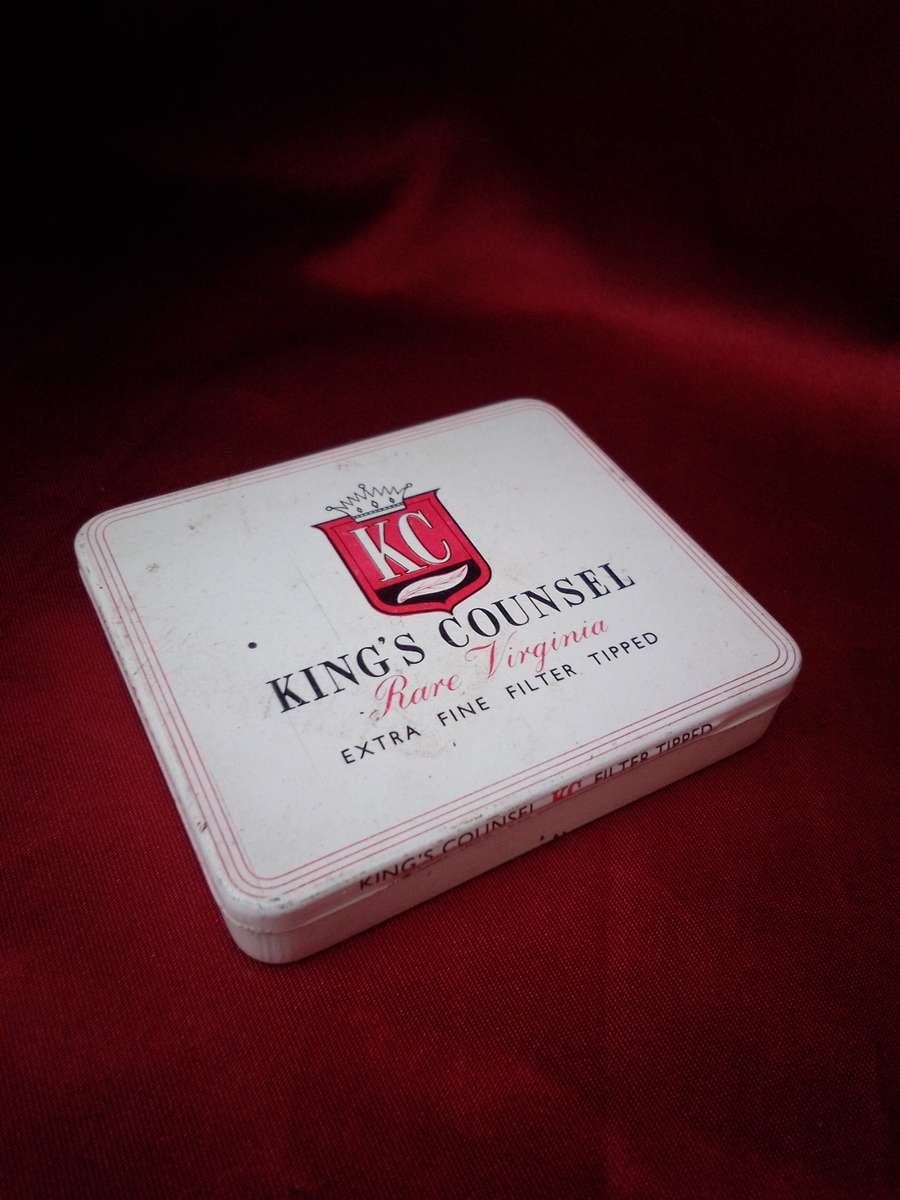 KC
KING'S COUNSEL
Rare Virginia
EXTRA FINE FILTER TIPPED
KING'S COUNSEL KC FILTER TIPPED